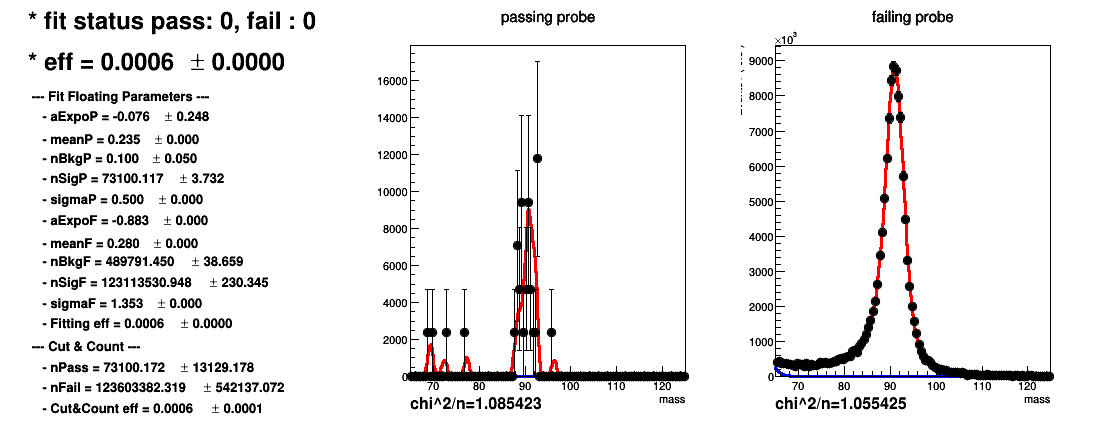 * fit status pass: 0, fail : 0
* eff = 0.0006 ± 0.0000
--- Fit Floating Parameters ---
- aExpoP = -0.076 ± 0.248
- meanP = 0.235 ± 0.000
- nBkgP = 0.100 ± 0.050
- nSigP = 73100.117 ± 3.732
- sigmaP = 0.500 ± 0.000
- aExpoF = -0.883 ± 0.000
- meanF = 0.280 ± 0.000
- nBkgF = 489791.450 ± 38.659
- nSigF = 123113530.948 ± 230.345
- sigmaF = 1.353 ± 0.000
- Fitting eff = 0.0006 ± 0.0000
--- Cut & Count ---
- nPass = 73100.172 ± 13129.178
- nFail = 123603382.319 ± 542137.072
- Cut&Count eff = 0.0006 ± 0.0001
passing probe
16000
14000
12000
10000
8000
6000
4000
2000
0
70 80 90 100 110 120
mass
chi^2/n=1.085423
failing probe
×10³
9000
8000
7000
6000
5000
4000
3000
2000
1000
0
70 80 90 100 110 120
mass
chi^2/n=1.055425